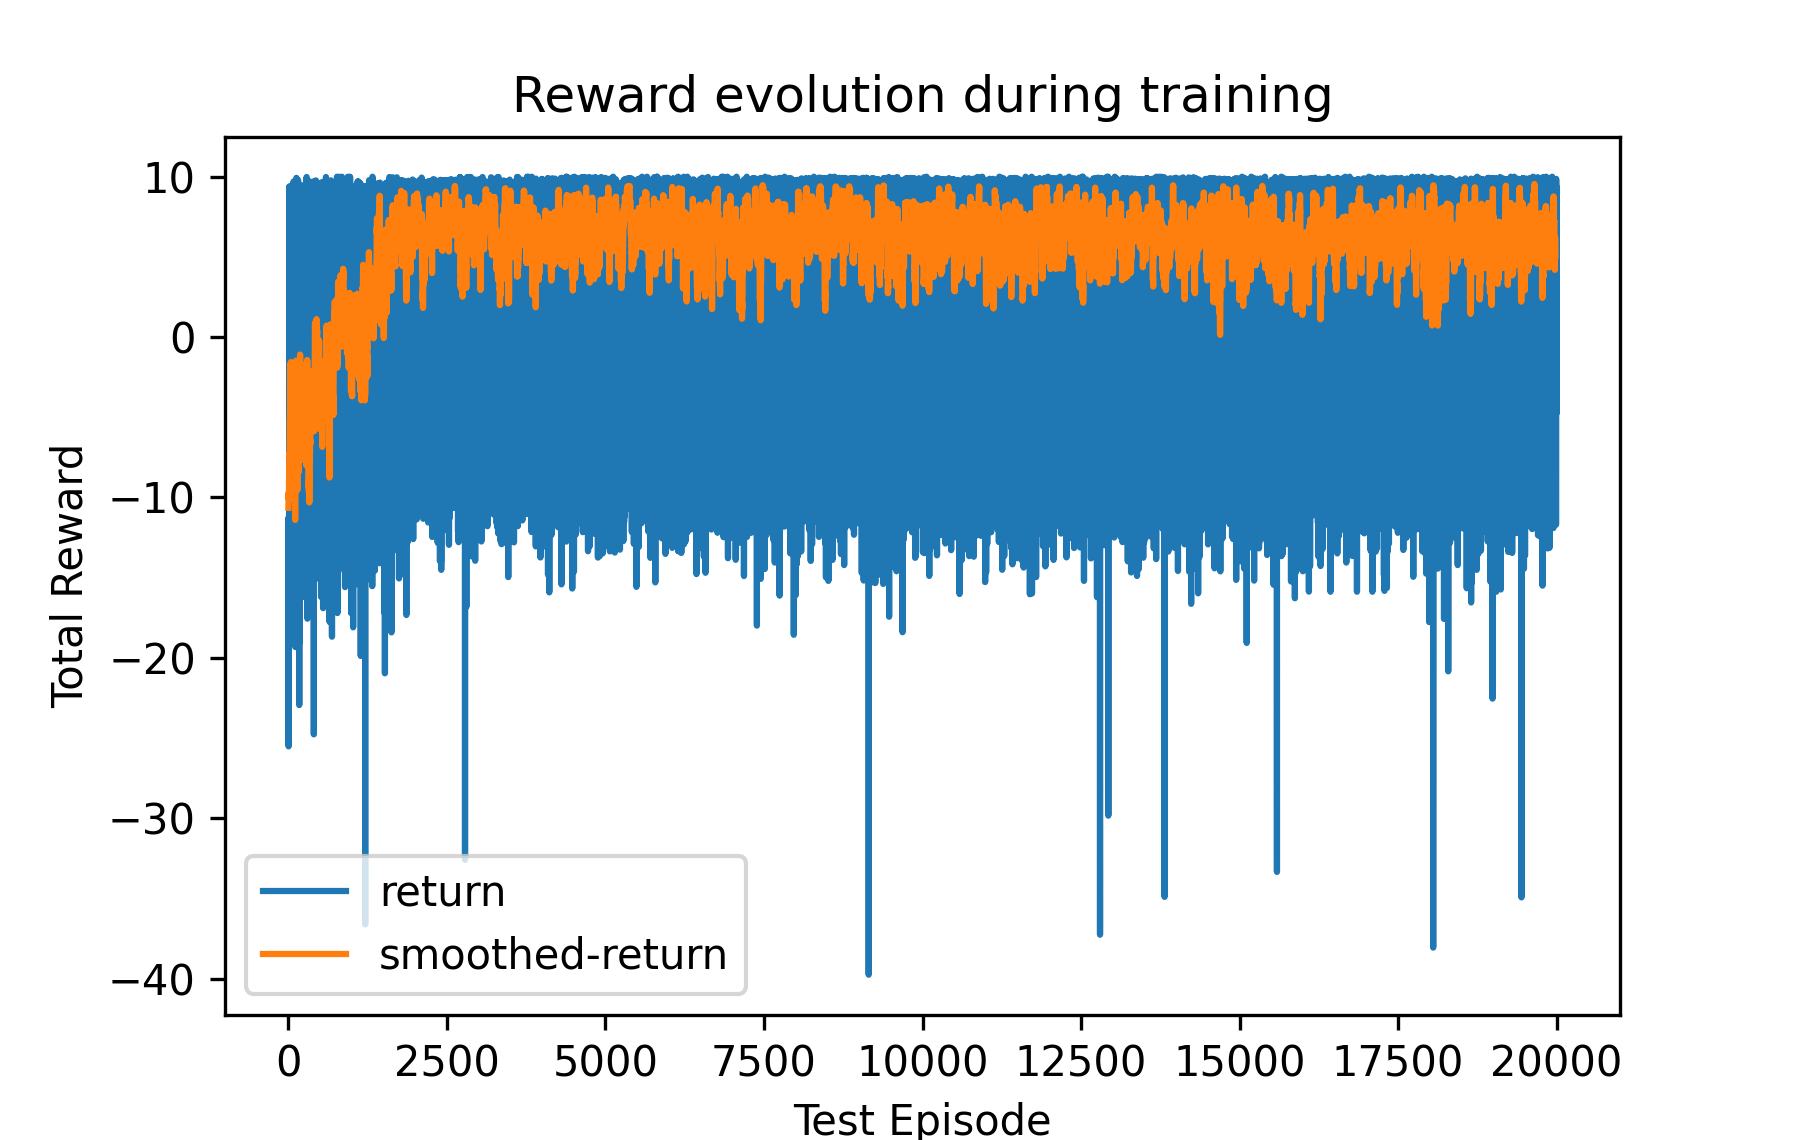 Reward evolution during training
Total Reward
10
0
−10
−20
−30
−40
return
smoothed-return
0 2500 5000 7500 10000 12500 15000 17500 20000
Test Episode